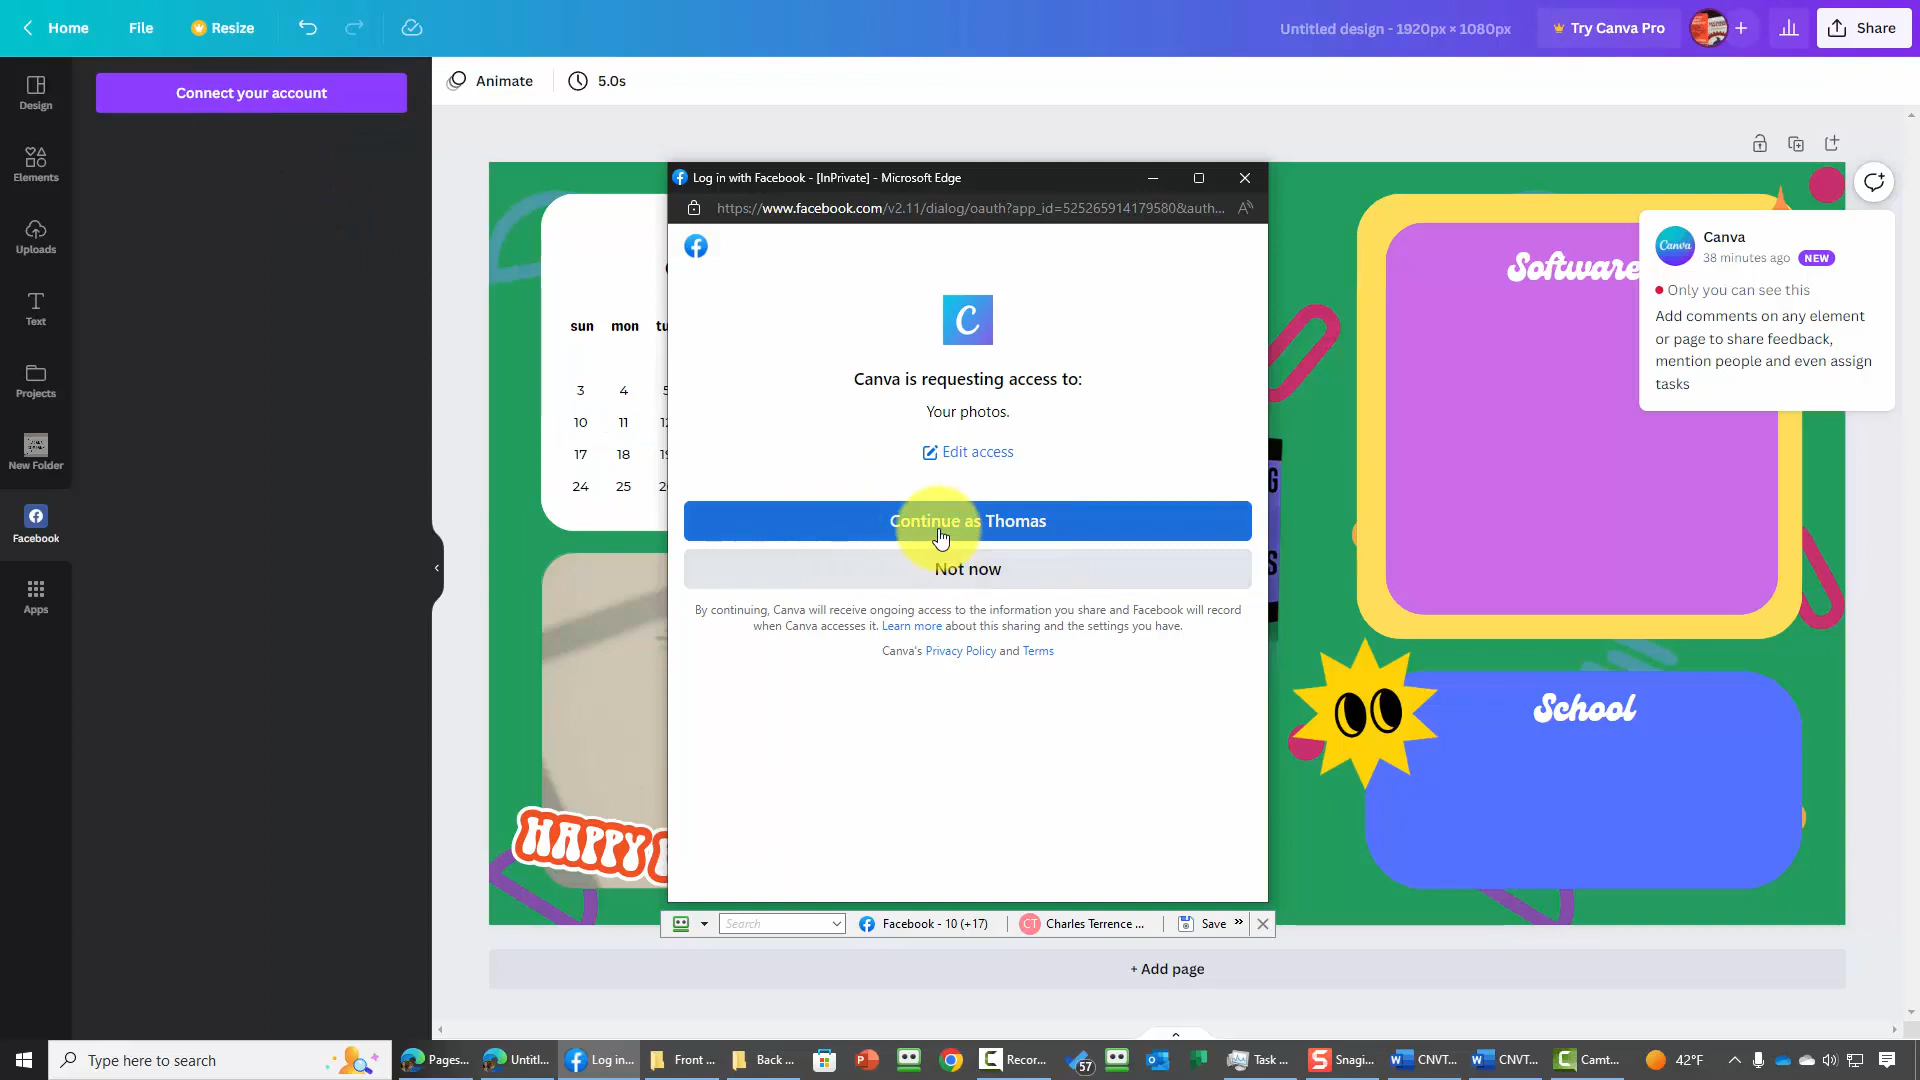 Home
File
Resize
Untitled design - 1920px × 1080px
Try Canva Pro
Share
Design
Elements
Uploads
Text
Projects
New Folder
Facebook
Apps
Connect your account
Animate
5.0s
sun mon
3 4
10 11
17 18
24 25
HAPPY
Log in with Facebook - [InPrivate] - Microsoft Edge
https://www.facebook.com/v2.11/dialog/oauth?app_id=525265914179580&auth...
C
Canva is requesting access to:
Your photos.
Edit access
Continue as Thomas
Not now
By continuing, Canva will receive ongoing access to the information you share and Facebook will record
when Canva accesses it. Learn more about this sharing and the settings you have.
Canva's Privacy Policy and Terms
Search
Facebook - 10 (+17)
CT
Charles Terrence ...
Save
Software
Canva
Canva
38 minutes ago
NEW
Only you can see this
Add comments on any element
or page to share feedback,
mention people and even assign
tasks
School
+ Add page
Type here to search
Pages...
Untitl...
Log in...
Front ...
Back ...
Recor...
57
Task ...
Snagi...
CNVT...
CNVT...
Camt...
42°F